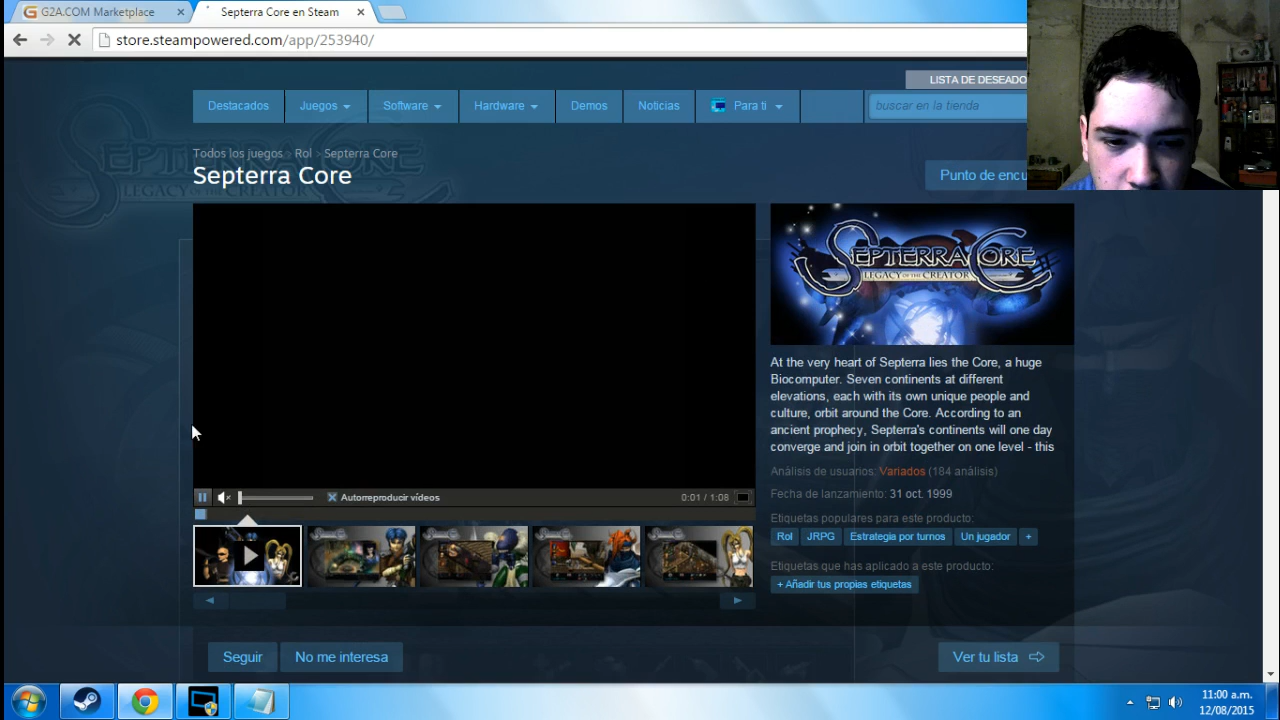 G2A.COM Marketplace
Septerra Core en Steam
store.steampowered.com/app/253940/
LISTA DE DESEADO
Destacados
Juegos
Software
Hardware
Demos
Noticias
Para ti
buscar en la tienda
Todos los juegos > Rol > Septerra Core
Septerra Core
Punto de encu
SEPTERRA CORE
LEGACY OF THE CREATOR
SEPTERRA CORE
LEGACY OF THE CREATOR
At the very heart of Septerra lies the Core, a huge
Biocomputer. Seven continents at different
elevations, each with its own unique people and
culture, orbit around the Core. According to an
ancient prophecy, Septerra's continents will one day
converge and join in orbit together on one level - this
Análisis de usuarios: Variados (184 análisis)
Fecha de lanzamiento: 31 oct. 1999
Etiquetas populares para este producto:
Rol JRPG Estrategia por turnos Un jugador +
Etiquetas que has aplicado a este producto:
+ Añadir tus propias etiquetas
Autorreproducir vídeos
0:01 / 1:08
Seguir
No me interesa
Ver tu lista
11:00 a.m.
12/08/2015